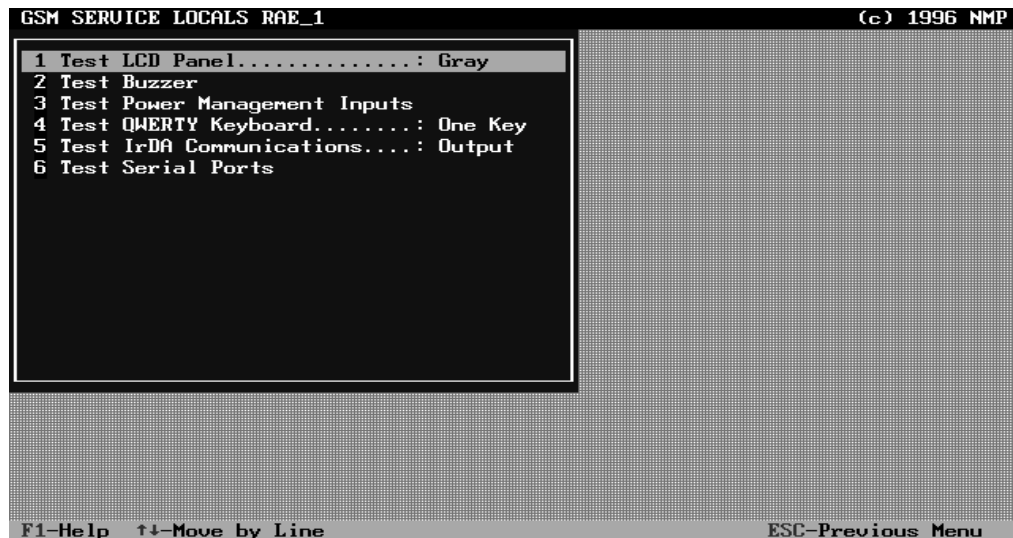 GSM SERVICE LOCALS RAE_1 (c) 1996 NMP
1 Test LCD Panel..............: Gray
2 Test Buzzer
3 Test Power Management Inputs
4 Test QWERTY Keyboard........: One Key
5 Test IrDA Communications....: Output
6 Test Serial Ports
F1-Help ↑↓-Move by Line ESC-Previous Menu